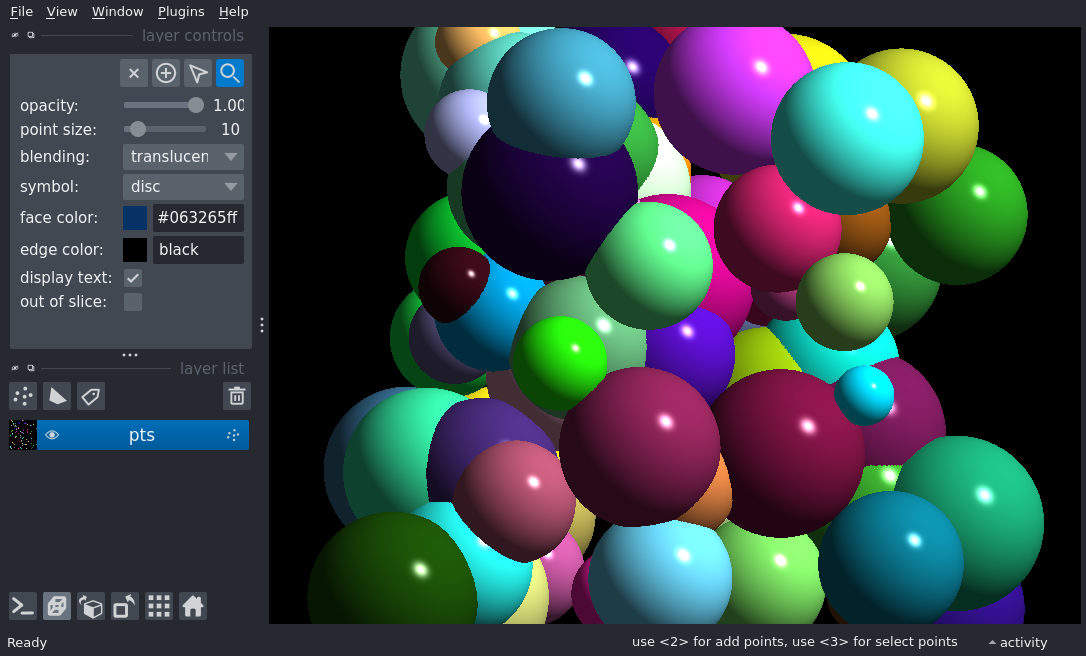 File View Window Plugins Help
layer controls
opacity: 1.00
point size: 10
blending: translucen
symbol: disc
face color: #063265ff
edge color: black
display text:
out of slice:
layer list
pts
Ready
use <2> for add points, use <3> for select points
activity